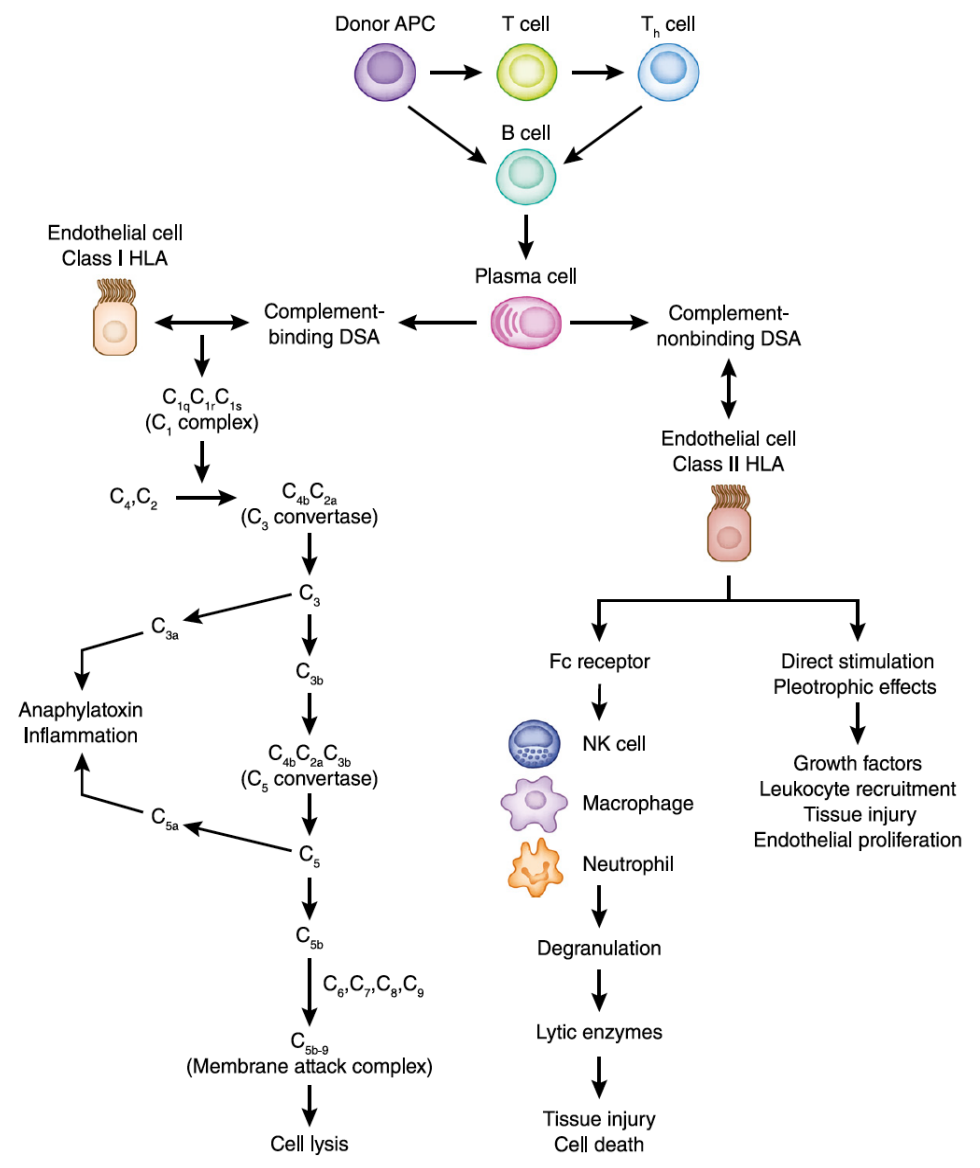 Donor APC
T cell
Th cell
B cell
Endothelial cell
Class I HLA
Plasma cell
Complement-
binding DSA
Complement-
nonbinding DSA
C1qC1rC1s
(C1 complex)
Endothelial cell
Class II HLA
C4,C2
C4bC2a
(C3 convertase)
C3
C3a
C3b
Anaphylatoxin
Inflammation
C4bC2aC3b
(C5 convertase)
C5a
C5
C5b
C6,C7,C8,C9
C5b-9
(Membrane attack complex)
Cell lysis
Fc receptor
NK cell
Macrophage
Neutrophil
Degranulation
Lytic enzymes
Tissue injury
Cell death
Direct stimulation
Pleotrophic effects
Growth factors
Leukocyte recruitment
Tissue injury
Endothelial proliferation